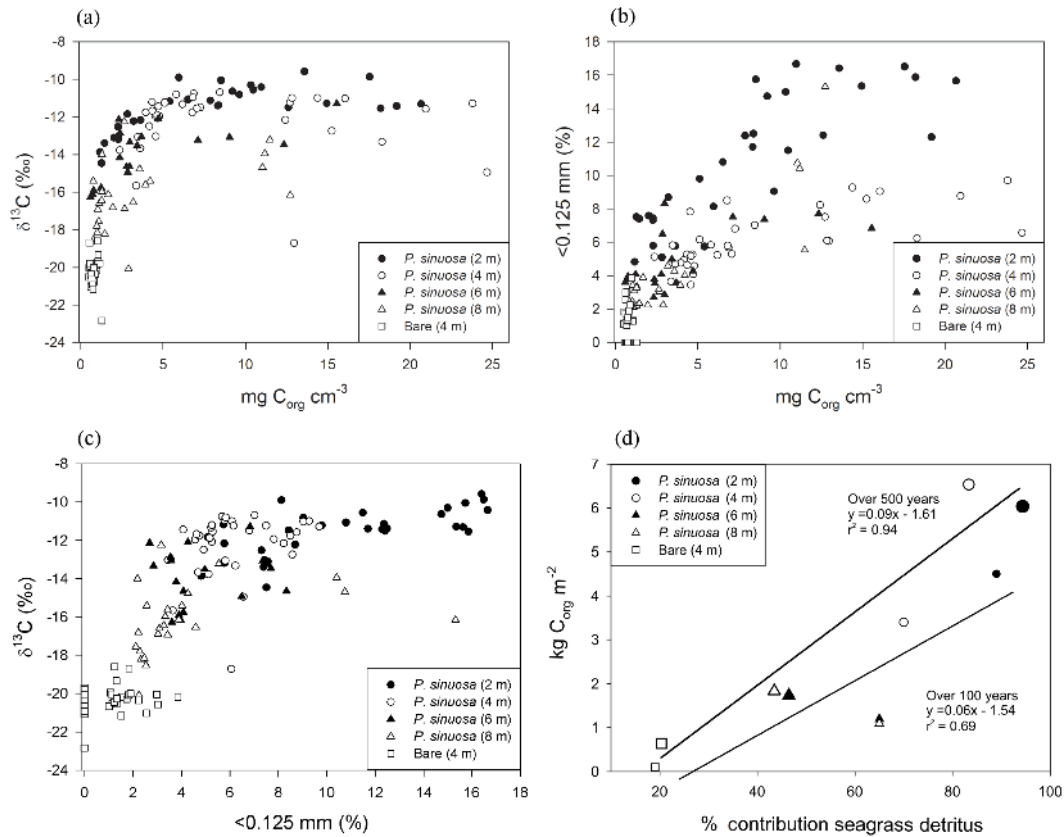 (a)
-8
-10
-12
-14
-16
-18
-20
-22
-24
δ¹³C (‰)
0 5 10 15 20 25
mg C_org cm⁻³
P. sinuosa (2 m)
P. sinuosa (4 m)
P. sinuosa (6 m)
P. sinuosa (8 m)
Bare (4 m)
(b)
18
16
14
12
10
8
6
4
2
0
<0.125 mm (%)
0 5 10 15 20 25
mg C_org cm⁻³
P. sinuosa (2 m)
P. sinuosa (4 m)
P. sinuosa (6 m)
P. sinuosa (8 m)
Bare (4 m)
(c)
-8
-10
-12
-14
-16
-18
-20
-22
-24
δ¹³C (‰)
0 2 4 6 8 10 12 14 16 18
<0.125 mm (%)
P. sinuosa (2 m)
P. sinuosa (4 m)
P. sinuosa (6 m)
P. sinuosa (8 m)
Bare (4 m)
(d)
7
6
5
4
3
2
1
0
kg C_org m⁻²
20 40 60 80 100
% contribution seagrass detritus
P. sinuosa (2 m)
P. sinuosa (4 m)
P. sinuosa (6 m)
P. sinuosa (8 m)
Bare (4 m)
Over 500 years
y =0.09x - 1.61
r² = 0.94
Over 100 years
y =0.06x - 1.54
r² = 0.69